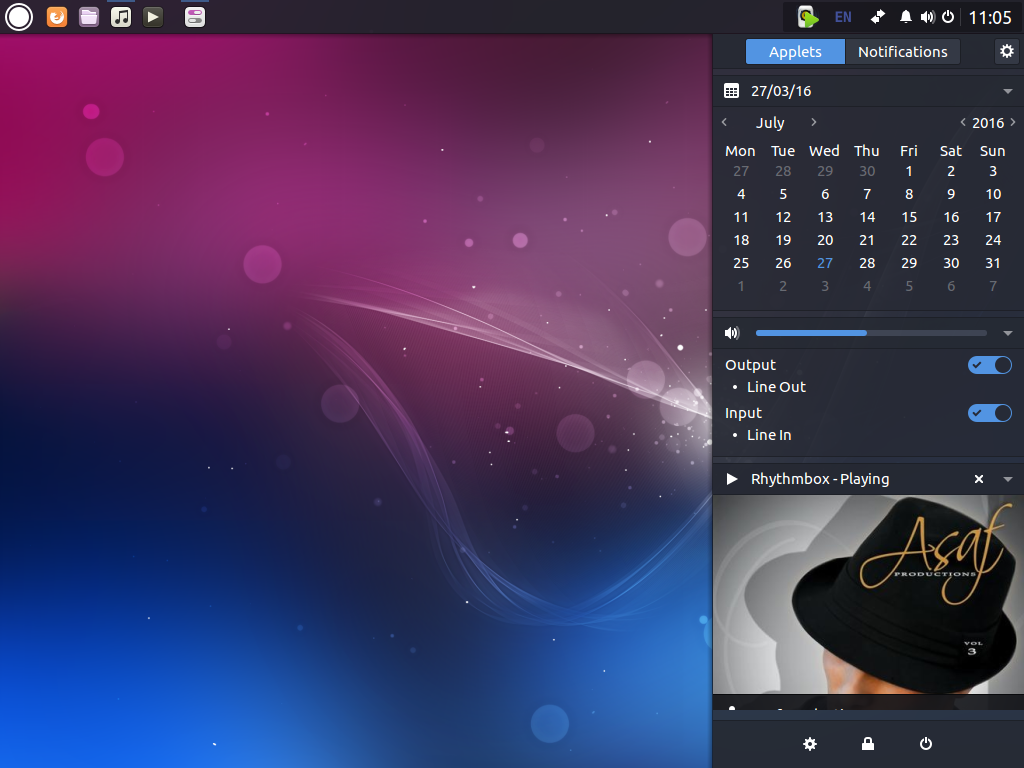 EN 11:05
Applets Notifications
27/03/16
July 2016
Mon Tue Wed Thu Fri Sat Sun
27 28 29 30 1 2 3
4 5 6 7 8 9 10
11 12 13 14 15 16 17
18 19 20 21 22 23 24
25 26 27 28 29 30 31
1 2 3 4 5 6 7
Output
• Line Out
Input
• Line In
Rhythmbox - Playing
Asaf
PRODUCTIONS
VOL
3